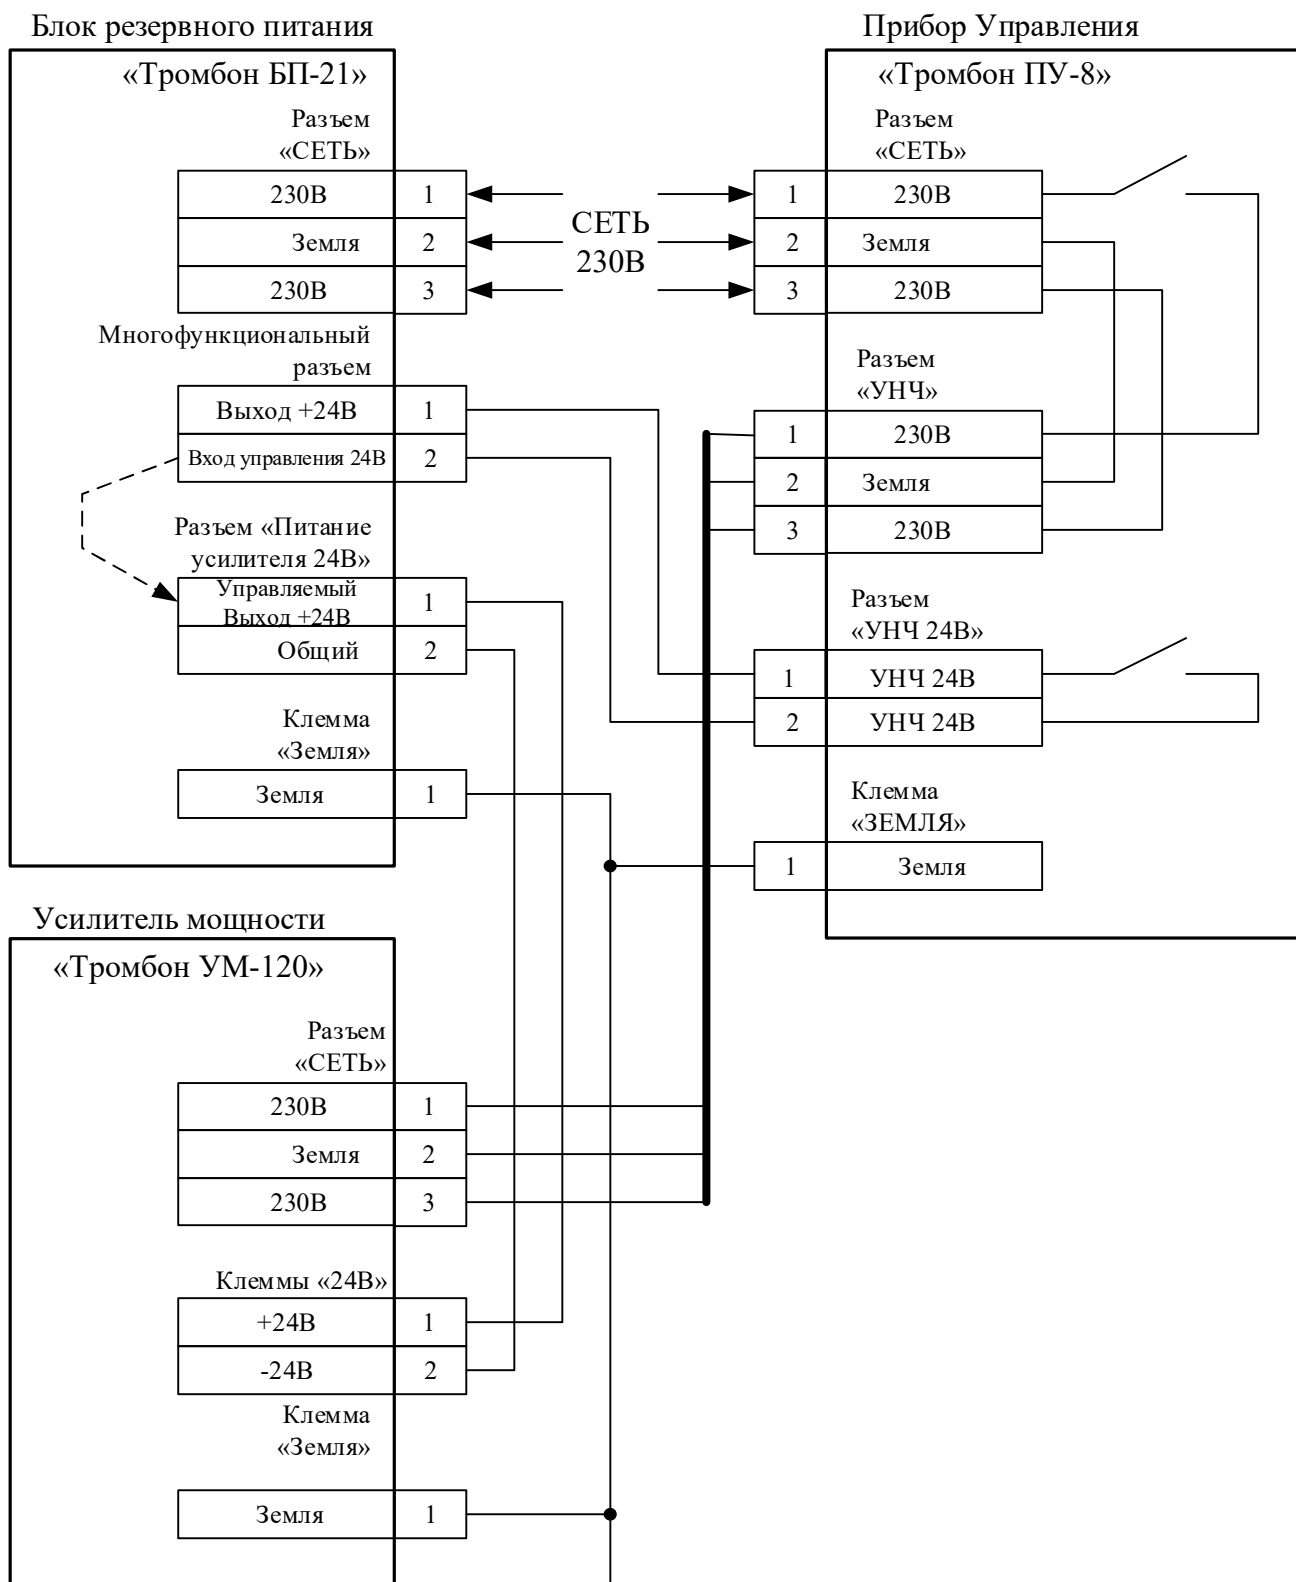 Блок резервного питания
«Тромбон БП-21»
Разъем
«СЕТЬ»
230В 1
Земля 2
230В 3
Многофункциональный
разъем
Выход +24В 1
Вход управления 24В 2
Разъем «Питание
усилителя 24В»
Управляемый
Выход +24В 1
Общий 2
Клемма
«Земля»
Земля 1
СЕТЬ
230В
Прибор Управления
«Тромбон ПУ-8»
Разъем
«СЕТЬ»
1 230В
2 Земля
3 230В
Разъем
«УНЧ»
1 230В
2 Земля
3 230В
Разъем
«УНЧ 24В»
1 УНЧ 24В
2 УНЧ 24В
Клемма
«ЗЕМЛЯ»
1 Земля
Усилитель мощности
«Тромбон УМ-120»
Разъем
«СЕТЬ»
230В 1
Земля 2
230В 3
Клеммы «24В»
+24В 1
-24В 2
Клемма
«Земля»
Земля 1